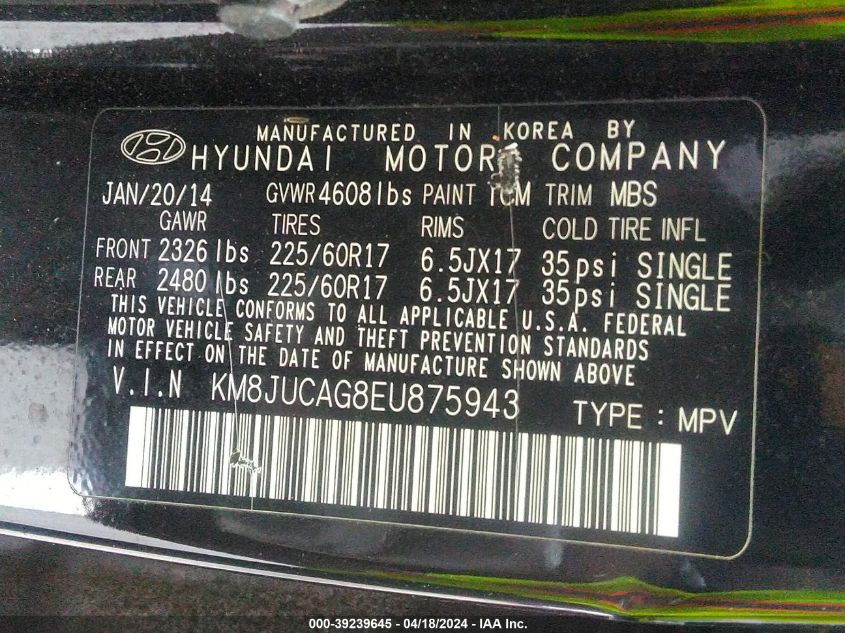 MANUFACTURED IN KOREA BY
HYUNDAI MOTOR COMPANY
JAN/20/14 GVWR 4608lbs PAINT TCM TRIM MBS
GAWR TIRES RIMS COLD TIRE INFL
FRONT 2326 lbs 225/60R17 6.5JX17 35psi SINGLE
REAR 2480 lbs 225/60R17 6.5JX17 35psi SINGLE
THIS VEHICLE CONFORMS TO ALL APPLICABLE U.S.A. FEDERAL
MOTOR VEHICLE SAFETY AND THEFT PREVENTION STANDARDS
IN EFFECT ON THE DATE OF MANUFACTURE SHOWN ABOVE
V.I.N KM8JUCAG8EU875943 TYPE : MPV
000-39239645 - 04/18/2024 - IAA Inc.